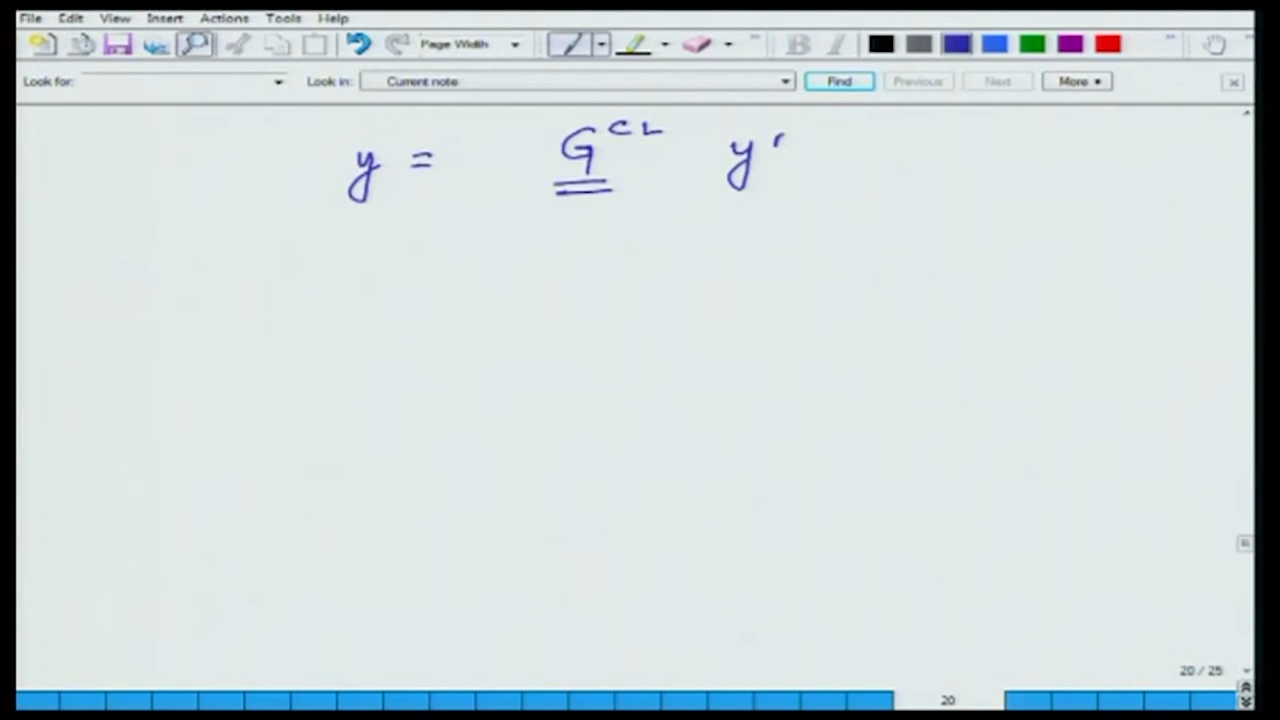 File Edit View Insert Actions Tools Help
Page Width
Look for: Look in: Current note Find Previous Next More
y = G^CL y'
20 / 25
20